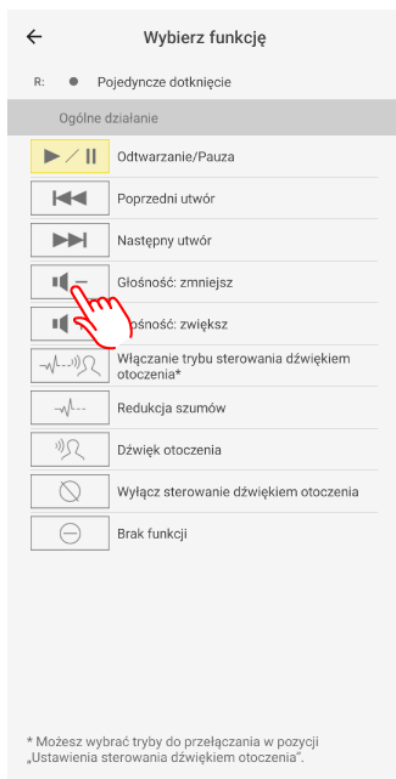 Wybierz funkcję
R: ● Pojedyncze dotknięcie
Ogólne działanie
Odtwarzanie/Pauza
Poprzedni utwór
Następny utwór
Głośność: zmniejsz
zwiększ
Włączanie trybu sterowania dźwiękiem
otoczenia*
Redukcja szumów
Dźwięk otoczenia
Wyłącz sterowanie dźwiękiem otoczenia
Brak funkcji
* Możesz wybrać tryby do przełączania w pozycji
„Ustawienia sterowania dźwiękiem otoczenia”.